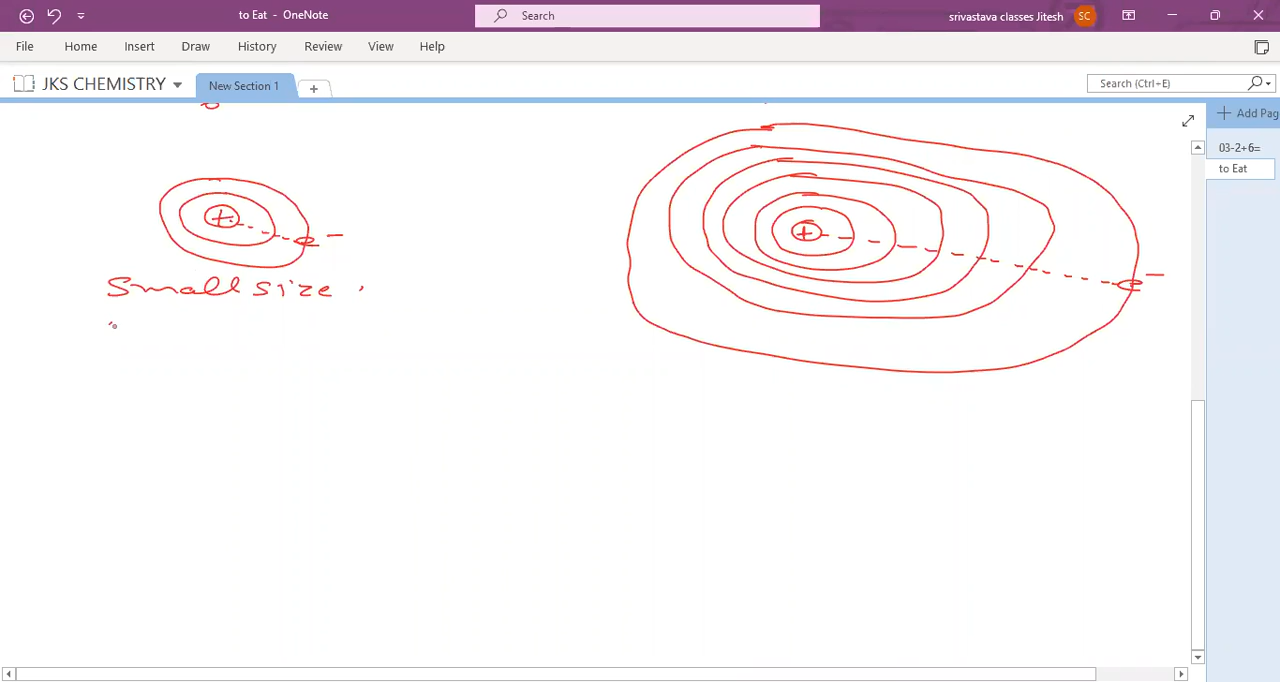 to Eat - OneNote
Search
srivastava classes Jitesh
SC
File
Home
Insert
Draw
History
Review
View
Help
JKS CHEMISTRY
New Section 1
+
Search (Ctrl+E)
Add Pag
03-2+6=
to Eat
+
-
+
-
Small size